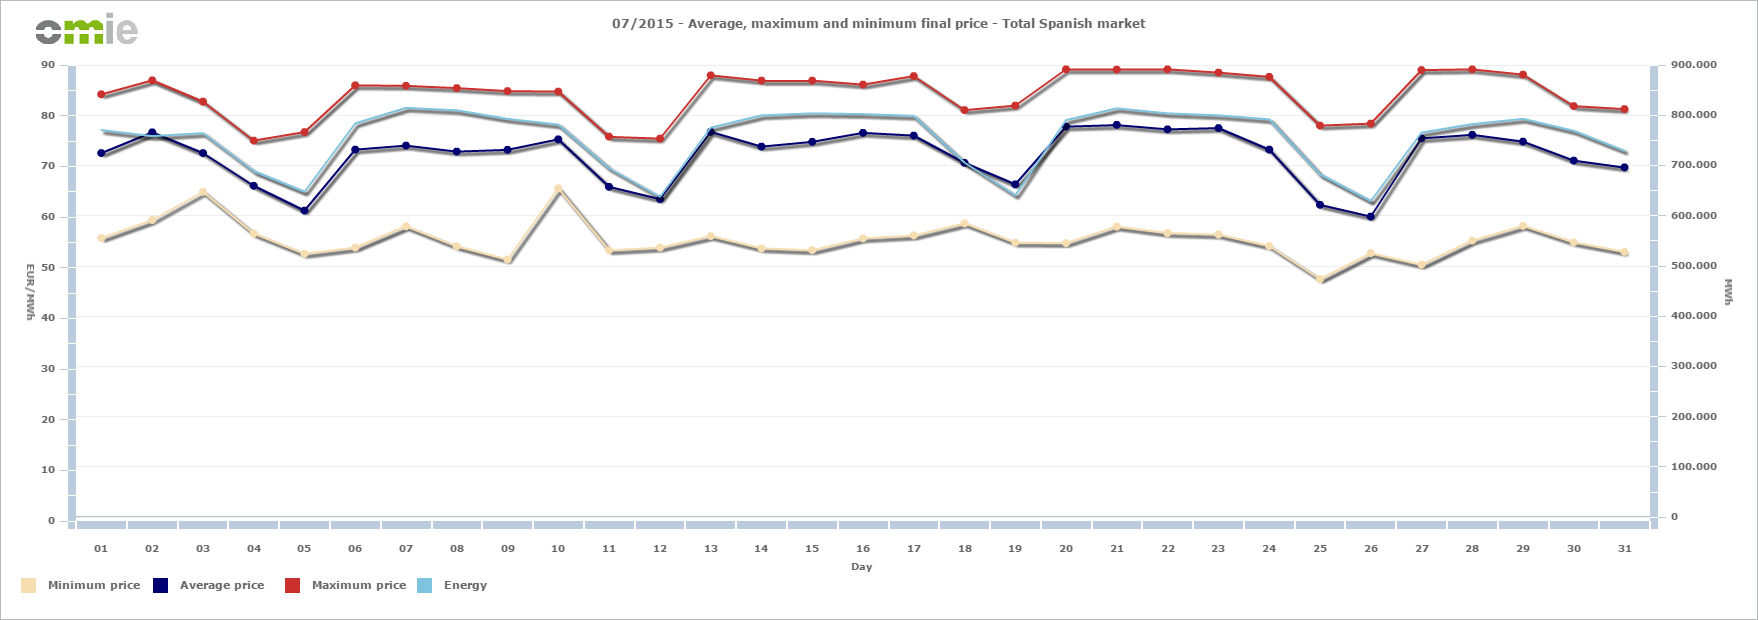 omie
07/2015 - Average, maximum and minimum final price - Total Spanish market
90
80
70
60
50
40
30
20
10
0
EUR/MWh
900.000
800.000
700.000
600.000
500.000
400.000
300.000
200.000
100.000
0
MWh
01 02 03 04 05 06 07 08 09 10 11 12 13 14 15 16 17 18 19 20 21 22 23 24 25 26 27 28 29 30 31
Day
Minimum price Average price Maximum price Energy